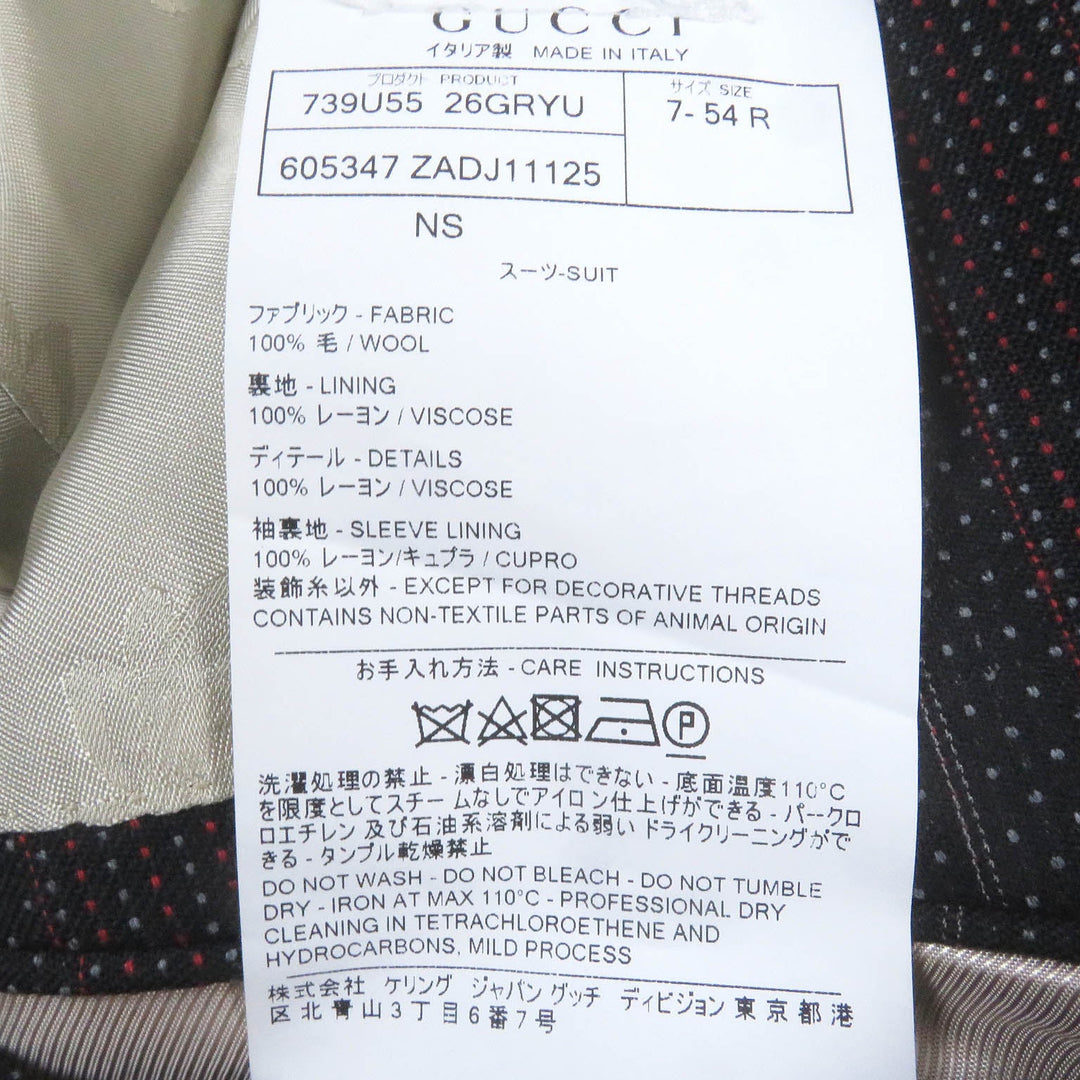 GUCCI
イタリア製 MADE IN ITALY
プロダクト PRODUCT
739U55 26GRYU
サイズ SIZE
7- 54 R
605347 ZADJ11125
NS
スーツ-SUIT
ファブリック - FABRIC
100% 毛 / WOOL
裏地 - LINING
100% レーヨン / VISCOSE
ディテール - DETAILS
100% レーヨン / VISCOSE
袖裏地 - SLEEVE LINING
100% レーヨン/キュプラ / CUPRO
装飾糸以外 - EXCEPT FOR DECORATIVE THREADS
CONTAINS NON-TEXTILE PARTS OF ANIMAL ORIGIN
お手入れ方法 - CARE INSTRUCTIONS
P
洗濯処理の禁止 - 漂白処理はできない - 底面温度110°C
を限度としてスチームなしでアイロン仕上げができる - パークロ
ロエチレン 及び石油系溶剤による弱い ドライクリーニングがで
きる - タンブル乾燥禁止
DO NOT WASH - DO NOT BLEACH - DO NOT TUMBLE
DRY - IRON AT MAX 110°C - PROFESSIONAL DRY
CLEANING IN TETRACHLOROETHENE AND
HYDROCARBONS, MILD PROCESS
株式会社 ケリング ジャパン グッチ ディビジョン 東京都港
区北青山3丁目6番7号